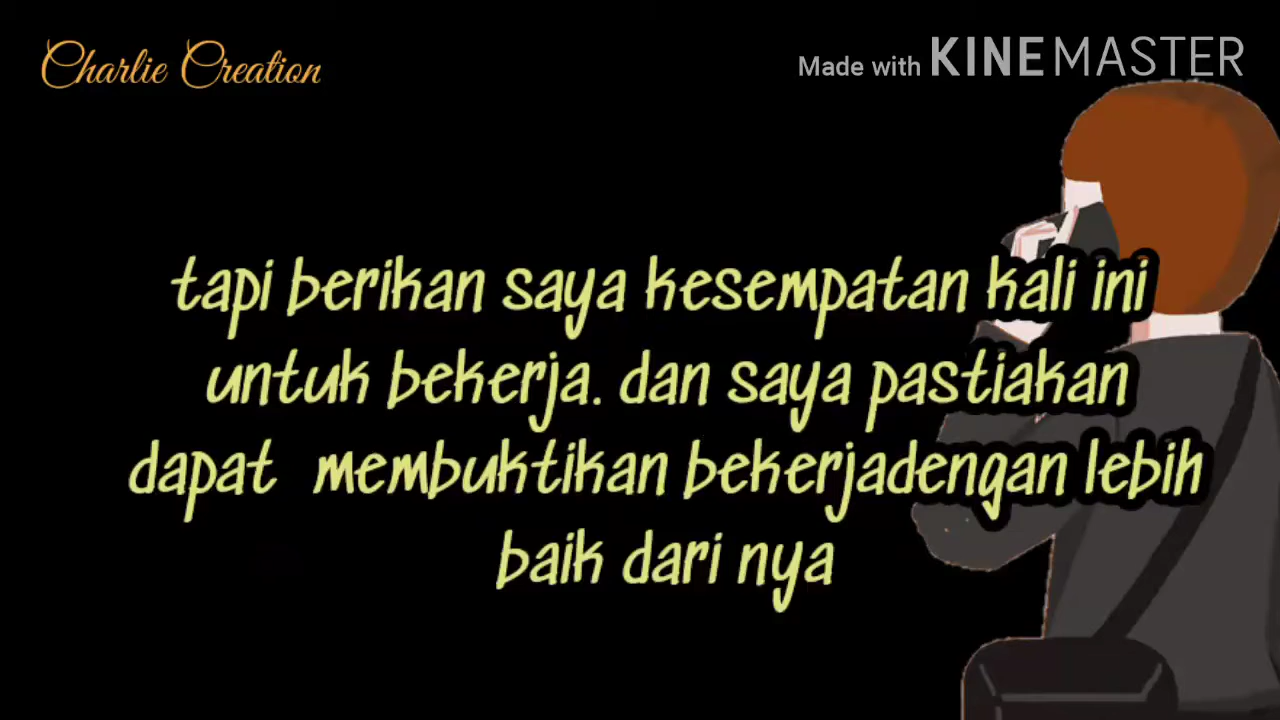 Charlie Creation
Made with KINEMASTER
tapi berikan saya kesempatan kali ini
untuk bekerja. dan saya pastiakan
dapat membuktikan bekerjadengan lebih
baik dari nya